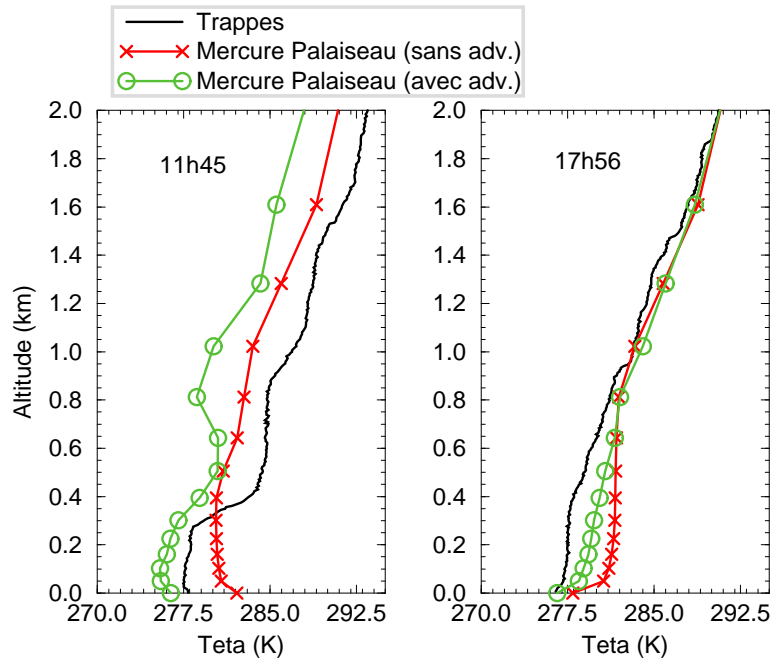 Trappes
Mercure Palaiseau (sans adv.)
Mercure Palaiseau (avec adv.)
Altitude (km)
2.0
1.8
1.6
1.4
1.2
1.0
0.8
0.6
0.4
0.2
0.0
11h45
270.0 277.5 285.0 292.5
Teta (K)
2.0
1.8
1.6
1.4
1.2
1.0
0.8
0.6
0.4
0.2
0.0
17h56
270.0 277.5 285.0 292.5
Teta (K)